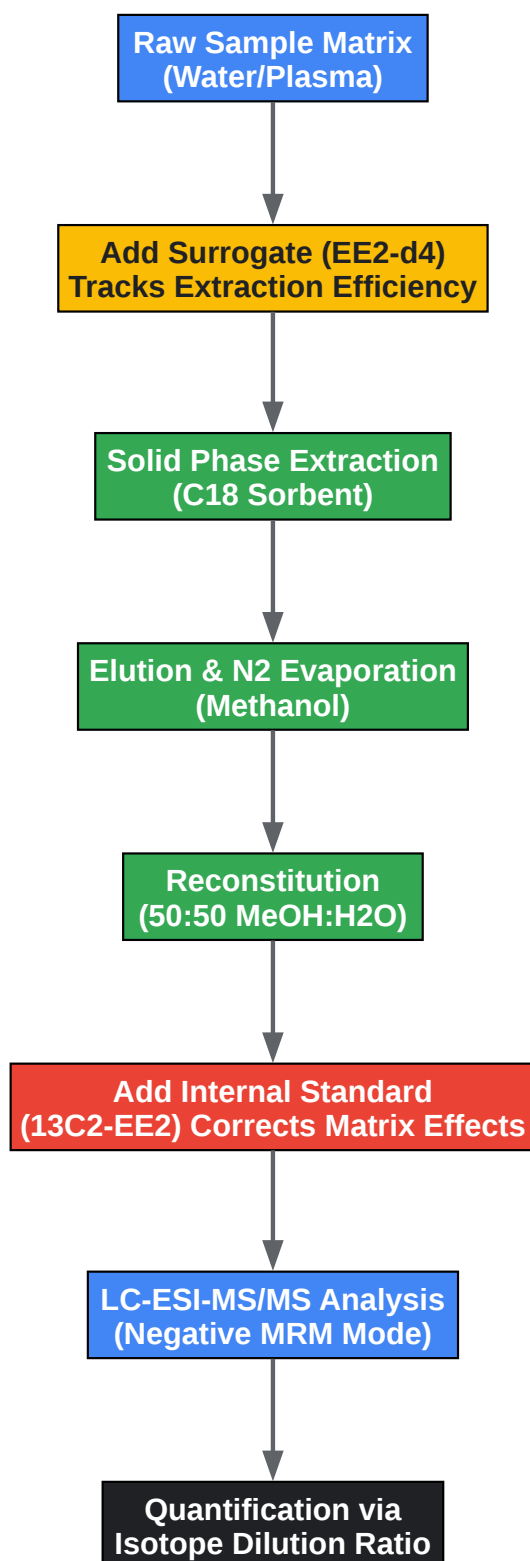 Raw Sample Matrix
(Water/Plasma)
Add Surrogate (EE2-d4)
Tracks Extraction Efficiency
Solid Phase Extraction
(C18 Sorbent)
Elution & N2 Evaporation
(Methanol)
Reconstitution
(50:50 MeOH:H2O)
Add Internal Standard
(13C2-EE2) Corrects Matrix Effects
LC-ESI-MS/MS Analysis
(Negative MRM Mode)
Quantification via
Isotope Dilution Ratio